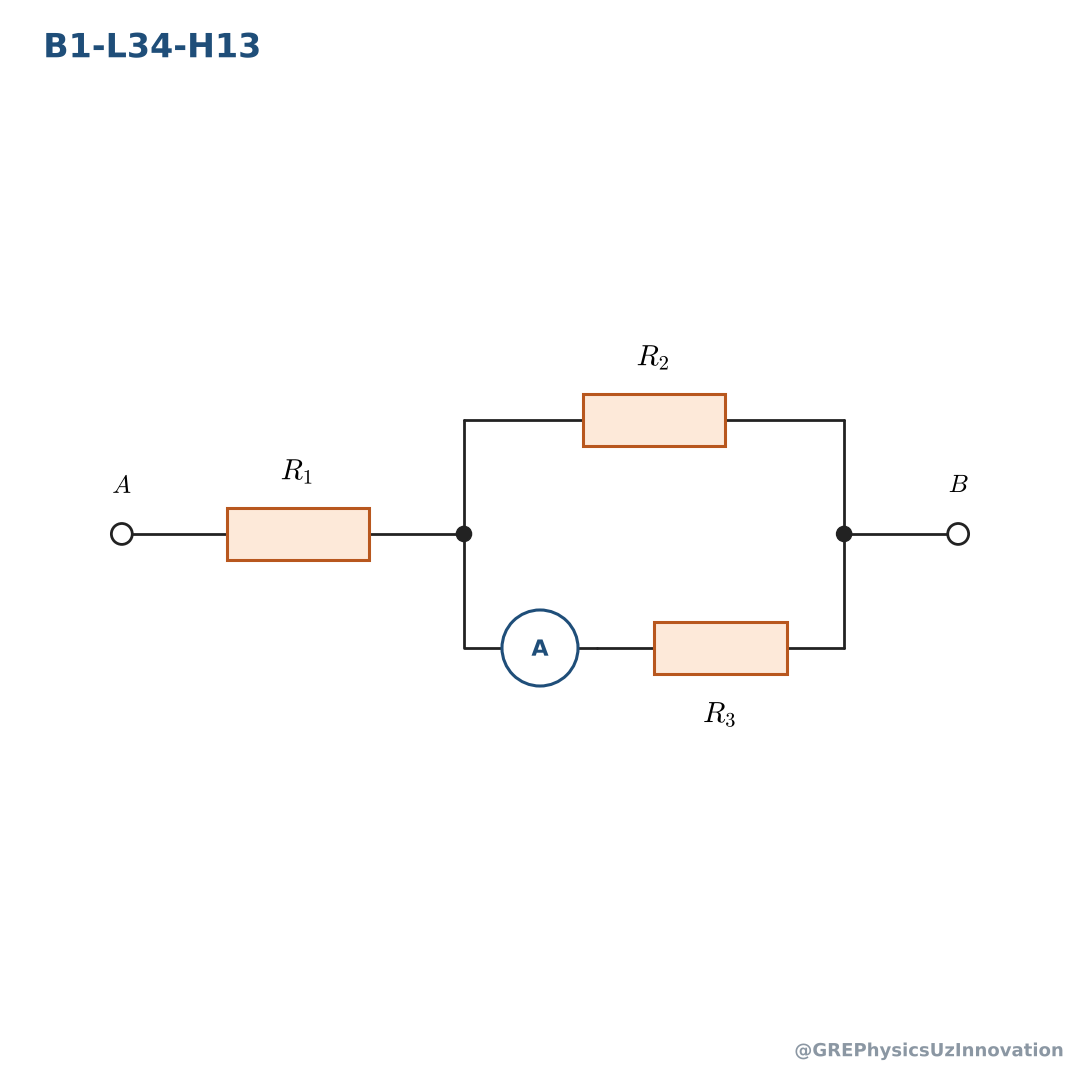 B1-L34-H13
R₂
R₁
A
B
A
R₃
@GREPhysicsUzInnovation